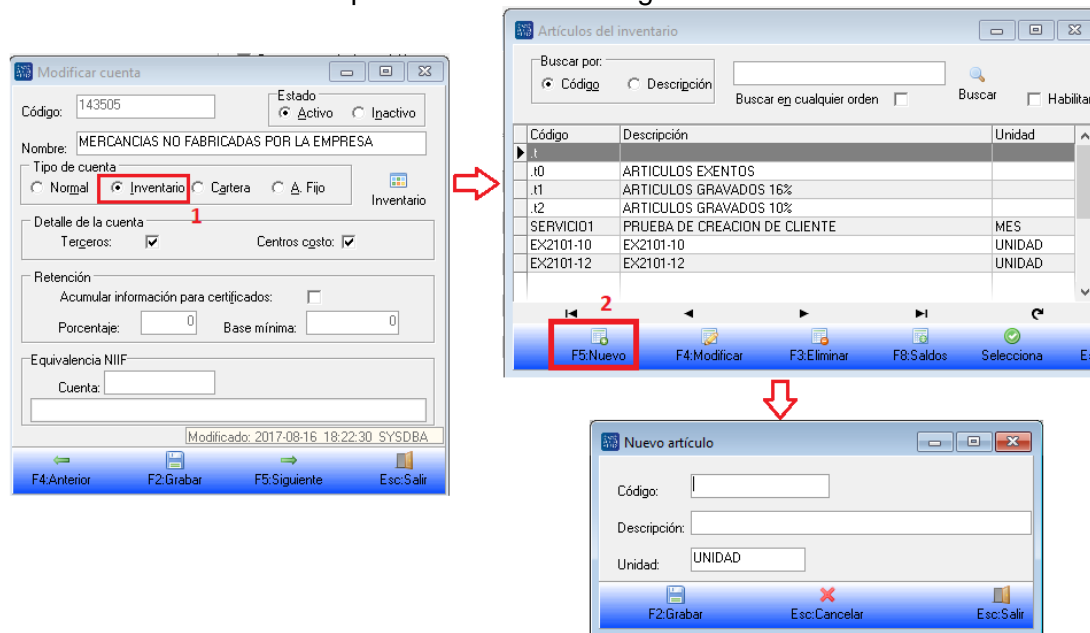 Modificar cuenta
Código: 143505
Estado
Activo Inactivo
Nombre: MERCANCIAS NO FABRICADAS POR LA EMPRESA
Tipo de cuenta
Normal Inventario Cartera A. Fijo
Inventario
1
Detalle de la cuenta
Terceros: Centros costo:
Retención
Acumular información para certificados:
Porcentaje: 0 Base mínima: 0
Equivalencia NIIF
Cuenta:
Modificado: 2017-08-16 18:22:30 SYSDBA
F4:Anterior F2:Grabar F5:Siguiente Esc:Salir
Artículos del inventario
Buscar por:
Código Descripción
Buscar en cualquier orden
Buscar
Habilitar
Código Descripción Unidad
.t
.t0 ARTICULOS EXENTOS
.t1 ARTICULOS GRAVADOS 16%
.t2 ARTICULOS GRAVADOS 10%
SERVICIO1 PRUEBA DE CREACION DE CLIENTE MES
EX2101-10 EX2101-10 UNIDAD
EX2101-12 EX2101-12 UNIDAD
2
F5:Nuevo F4:Modificar F3:Eliminar F8:Saldos Selecciona
Nuevo artículo
Código:
Descripción:
Unidad: UNIDAD
F2:Grabar Esc:Cancelar Esc:Salir